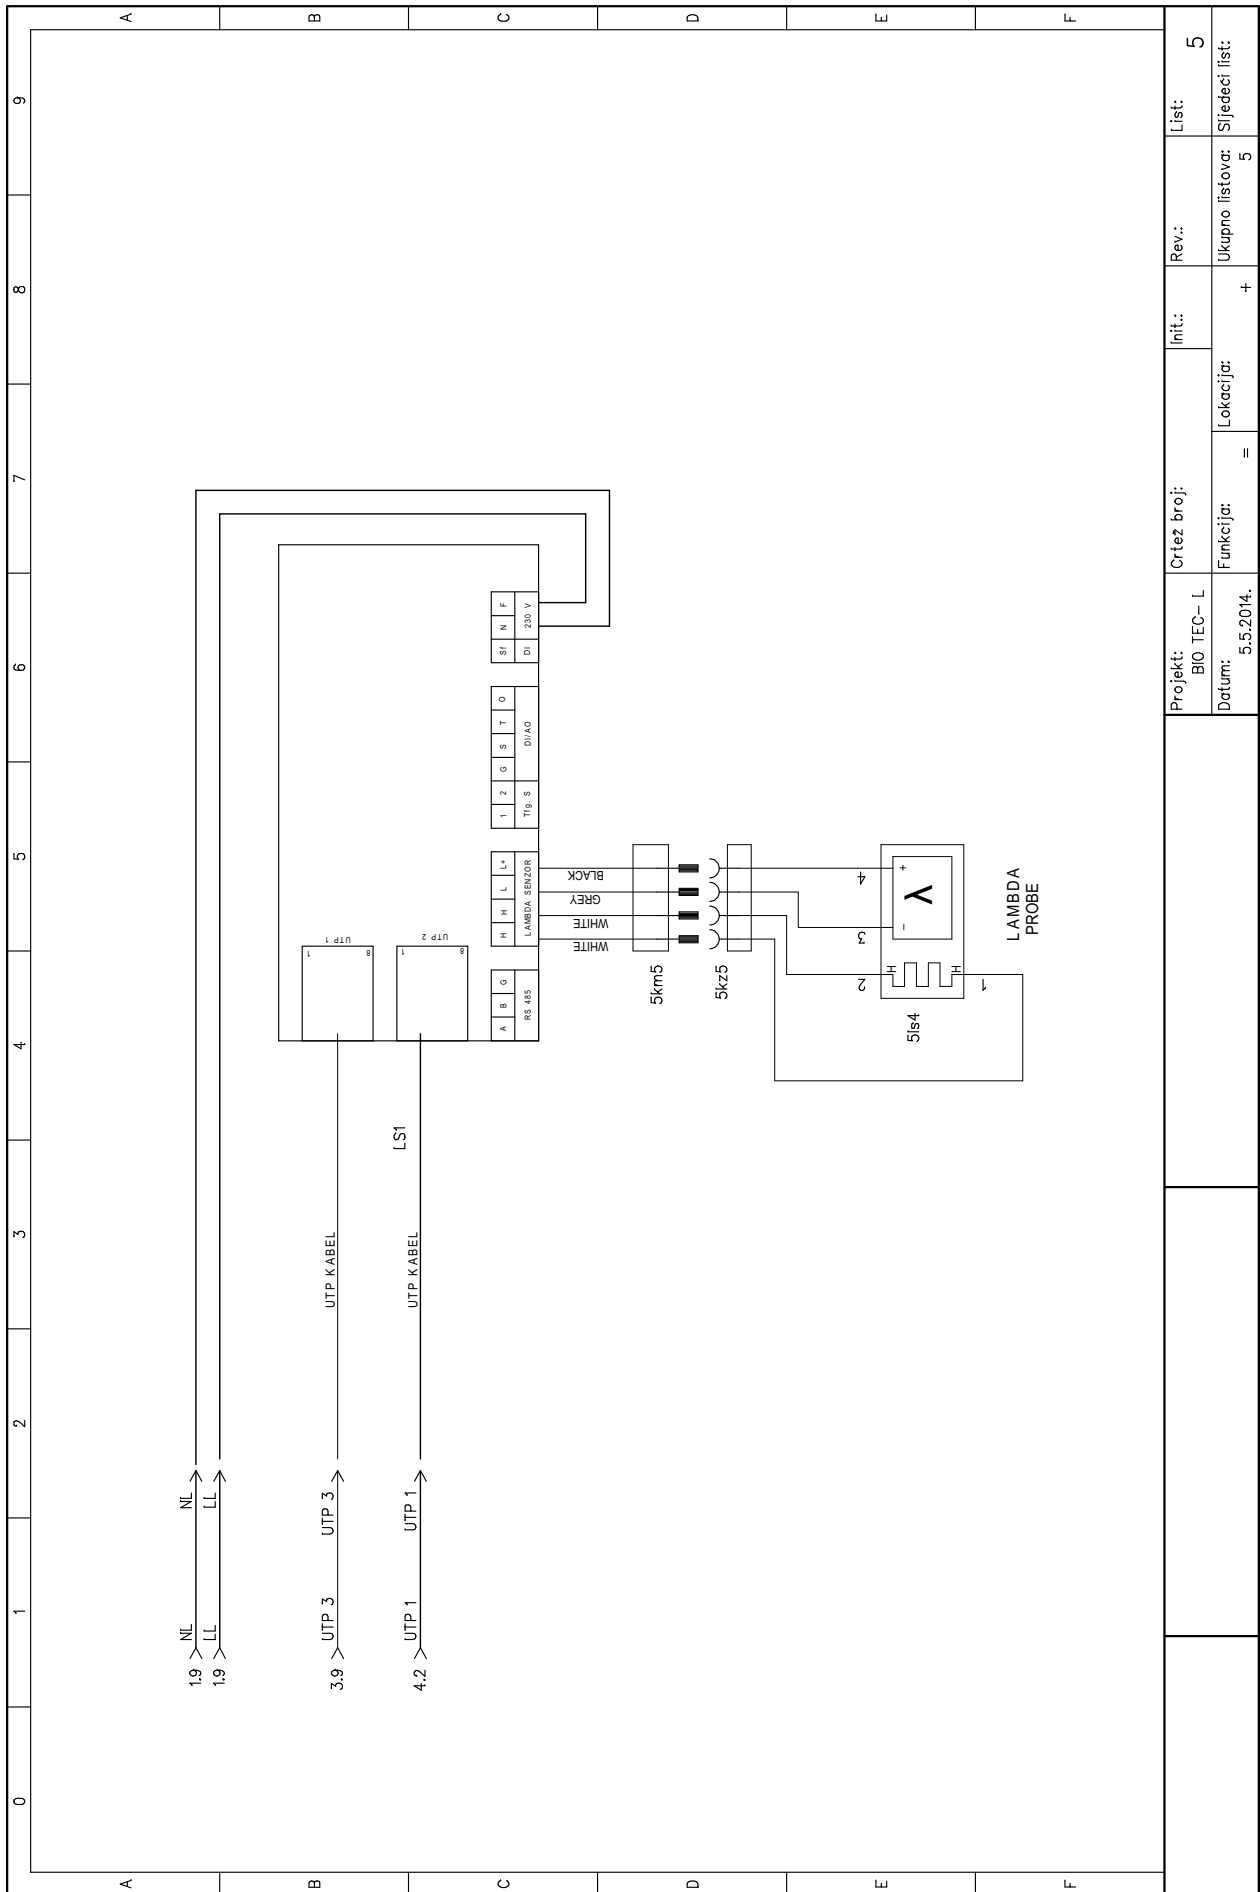 0 1 2 3 4 5 6 7 8 9
A A
B B
C C
D D
E E
F F
1.9 NL NL
1.9 LL LL
3.9 UTP 3 UTP 3 UTP KABEL
4.2 UTP 1 UTP 1 UTP KABEL
LS1
1 8 UTP 1
1 8 UTP 2
A B G
RS 485
H H L L+
LAMBDA SENZOR
1 2 G S T O
Tfg. S DI/AO
Sf N F
DI 230 V
WHITE
WHITE
GREY
BLACK
5km5
5kz5
2 3 4
H - +
λ
H
1
5ls4
LAMBDA
PROBE
Projekt:
BIO TEC- L
Datum:
5.5.2014.
Crtež broj:
Funkcija:
=
Lokacija:
+
Init.:
Rev.:
List:
5
Ukupno listova:
5
Sljedeći list: